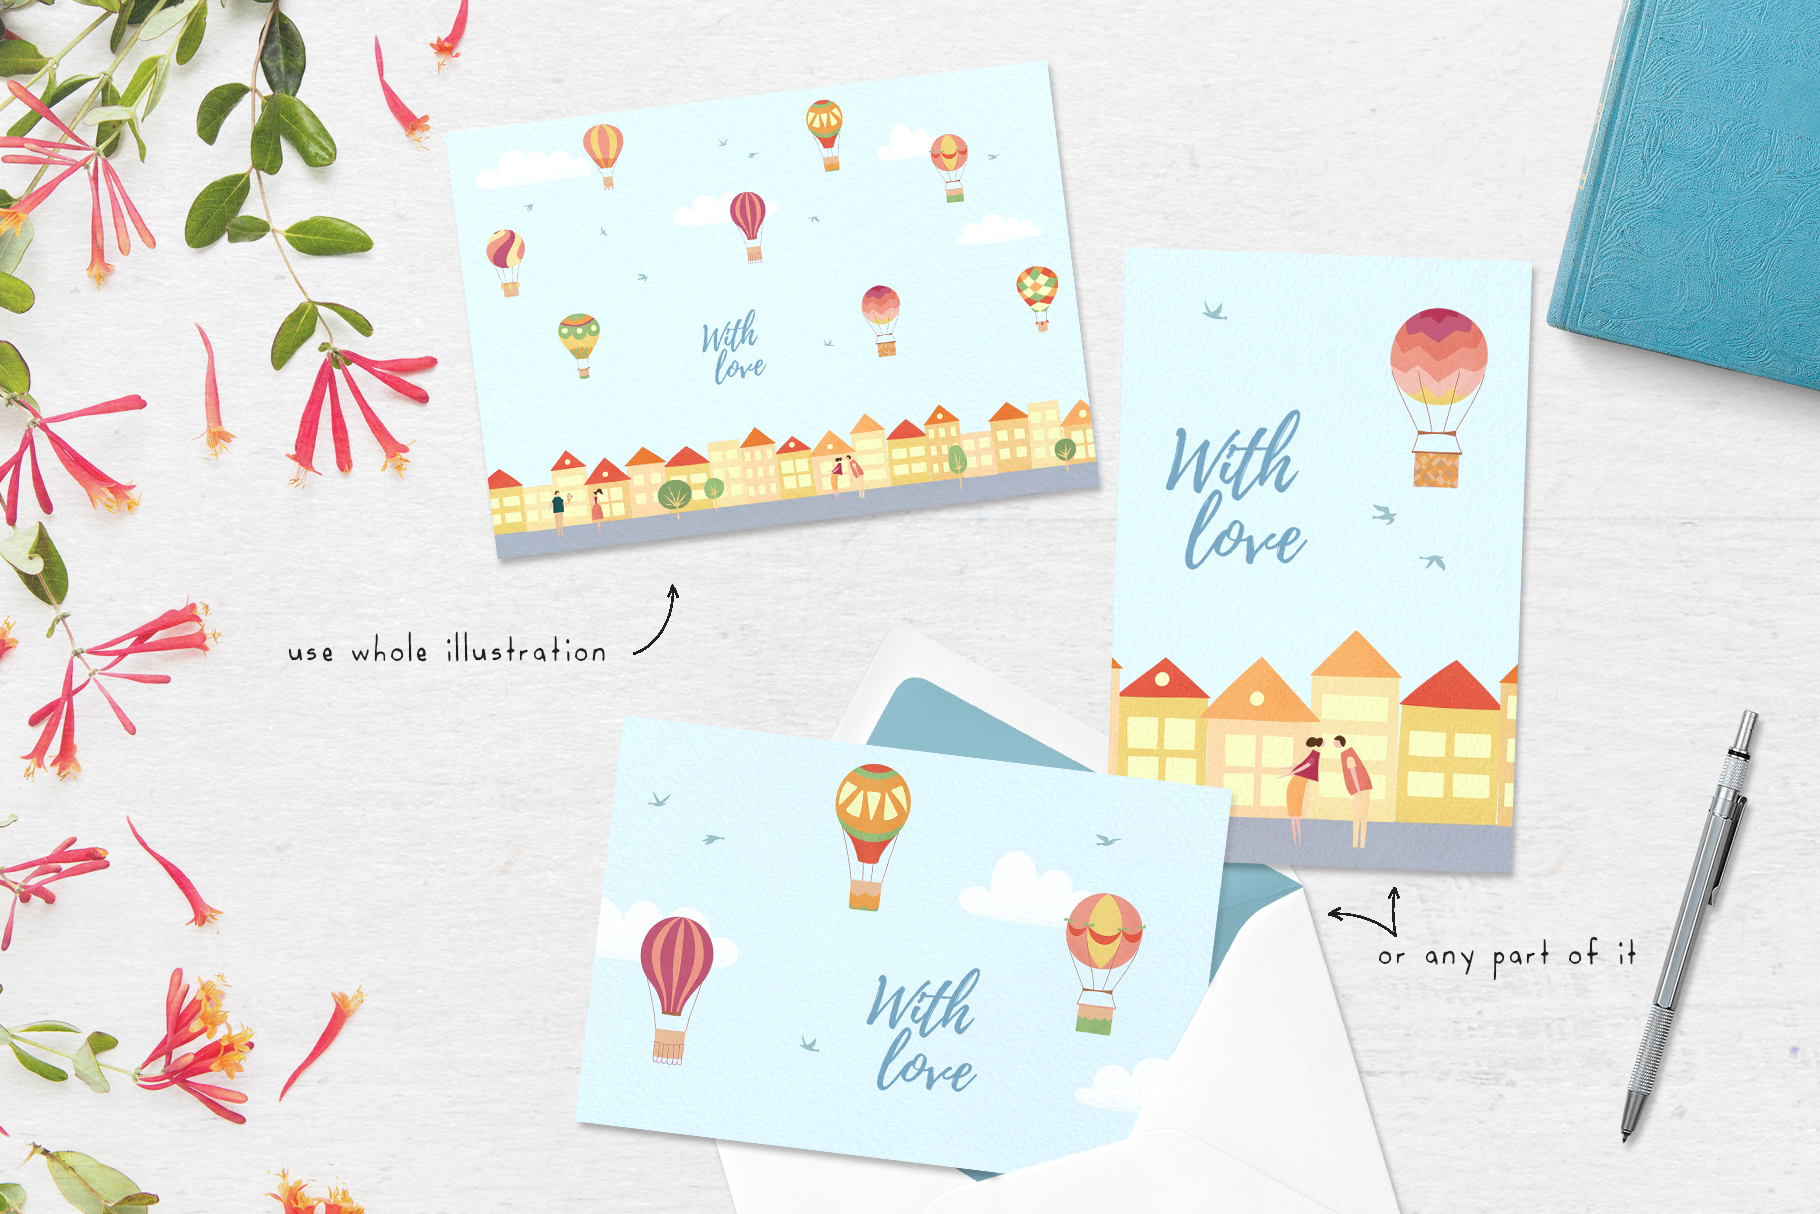 With
love
use whole illustration
With
love
With
love
or any part of it